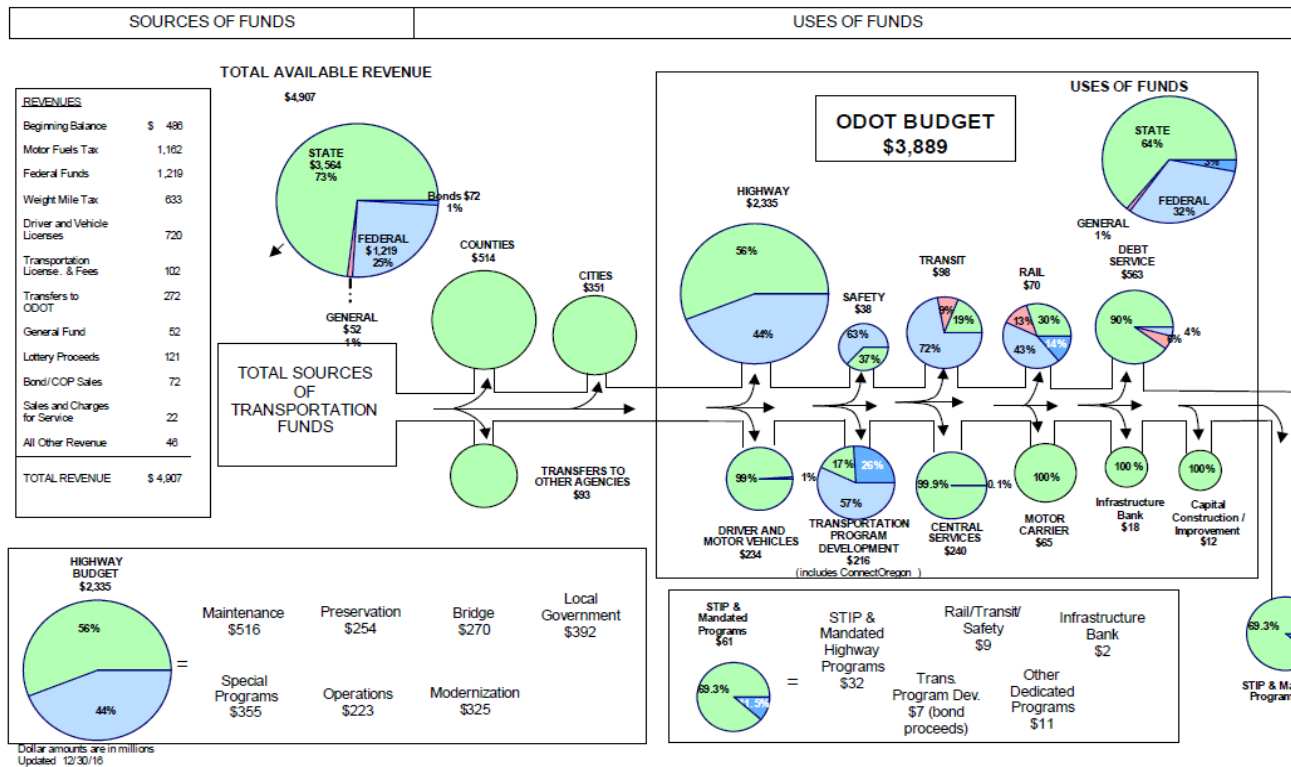 SOURCES OF FUNDS
USES OF FUNDS
TOTAL AVAILABLE REVENUE
$4,907
REVENUES
Beginning Balance $ 486
Motor Fuels Tax 1,162
Federal Funds 1,219
Weight Mile Tax 633
Driver and Vehicle
Licenses 720
Transportation
License. & Fees 102
Transfers to
ODOT 272
General Fund 52
Lottery Proceeds 121
Bond/COP Sales 72
Sales and Charges
for Service 22
All Other Revenue 46
TOTAL REVENUE $ 4,907
STATE
$3,564
73%
Bonds $72
1%
FEDERAL
$1,219
25%
GENERAL
$52
1%
TOTAL SOURCES
OF
TRANSPORTATION
FUNDS
COUNTIES
$514
CITIES
$351
TRANSFERS TO
OTHER AGENCIES
$93
ODOT BUDGET
$3,889
USES OF FUNDS
STATE
64%
3%
FEDERAL
32%
GENERAL
1%
HIGHWAY
$2,335
56%
44%
SAFETY
$38
63%
37%
TRANSIT
$98
9%
19%
72%
RAIL
$70
13%
30%
43%
14%
DEBT
SERVICE
$563
90%
4%
6%
99%
1%
DRIVER AND
MOTOR VEHICLES
$234
17%
26%
57%
TRANSPORTATION
PROGRAM
DEVELOPMENT
$216
(includes ConnectOregon )
99.9%
0.1%
CENTRAL
SERVICES
$240
100%
MOTOR
CARRIER
$65
100 %
Infrastructure
Bank
$18
100%
Capital
Construction /
Improvement
$12
HIGHWAY
BUDGET
$2,335
56%
44%
=
Maintenance
$516
Preservation
$254
Bridge
$270
Local
Government
$392
Special
Programs
$355
Operations
$223
Modernization
$325
STIP &
Mandated
Programs
$61
69.3%
1.5%
=
STIP &
Mandated
Highway
Programs
$32
Rail/Transit/
Safety
$9
Infrastructure
Bank
$2
Trans.
Program Dev.
$7 (bond
proceeds)
Other
Dedicated
Programs
$11
69.3%
STIP & Ma
Program
Dollar amounts are in millions
Updated 12/30/16